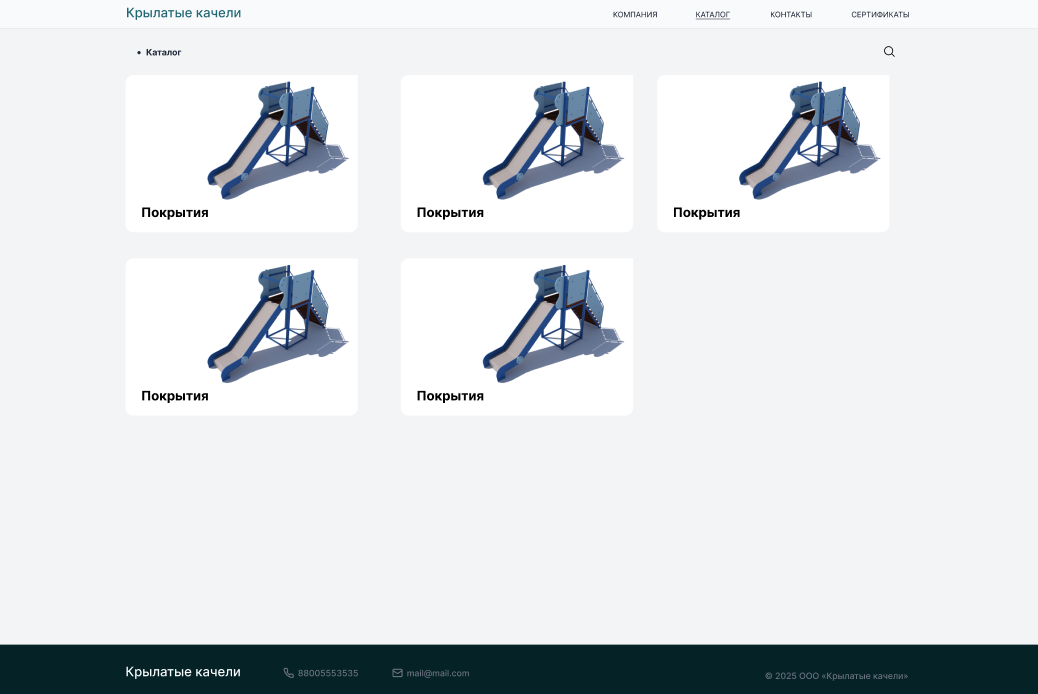 Крылатые качели
КОМПАНИЯ
КАТАЛОГ
КОНТАКТЫ
СЕРТИФИКАТЫ
• Каталог
Покрытия
Покрытия
Покрытия
Покрытия
Покрытия
Крылатые качели
88005553535
mail@mail.com
© 2025 ООО «Крылатые качели»